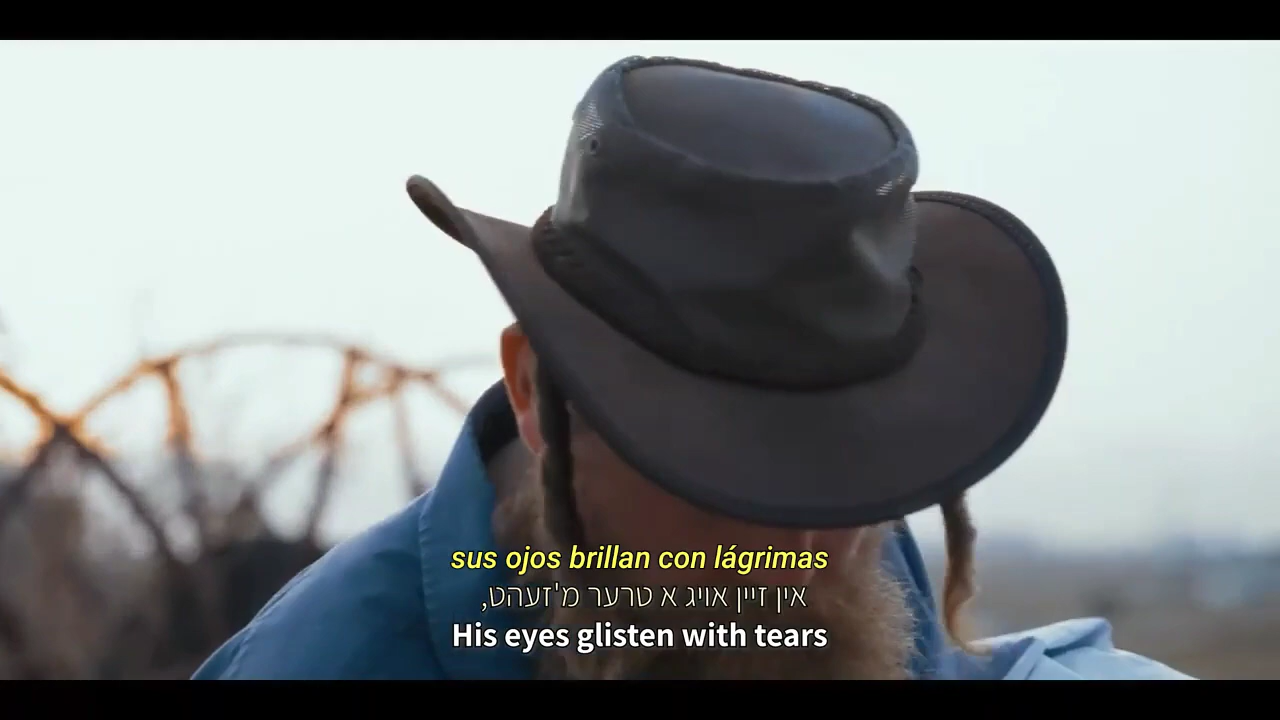 sus ojos brillan con lágrimas
אין זיין אויג א טרער מ'זעהט,
His eyes glisten with tears